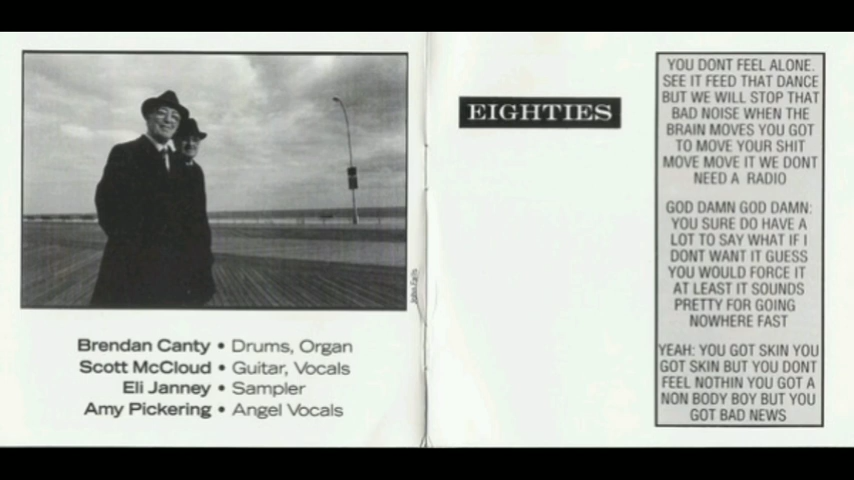 John Falls
Brendan Canty • Drums, Organ
Scott McCloud • Guitar, Vocals
Eli Janney • Sampler
Amy Pickering • Angel Vocals
EIGHTIES
YOU DONT FEEL ALONE.
SEE IT FEED THAT DANCE
BUT WE WILL STOP THAT
BAD NOISE WHEN THE
BRAIN MOVES YOU GOT
TO MOVE YOUR SHIT
MOVE MOVE IT WE DONT
NEED A RADIO
GOD DAMN GOD DAMN:
YOU SURE DO HAVE A
LOT TO SAY WHAT IF I
DONT WANT IT GUESS
YOU WOULD FORCE IT
AT LEAST IT SOUNDS
PRETTY FOR GOING
NOWHERE FAST
YEAH: YOU GOT SKIN YOU
GOT SKIN BUT YOU DONT
FEEL NOTHIN YOU GOT A
NON BODY BOY BUT YOU
GOT BAD NEWS